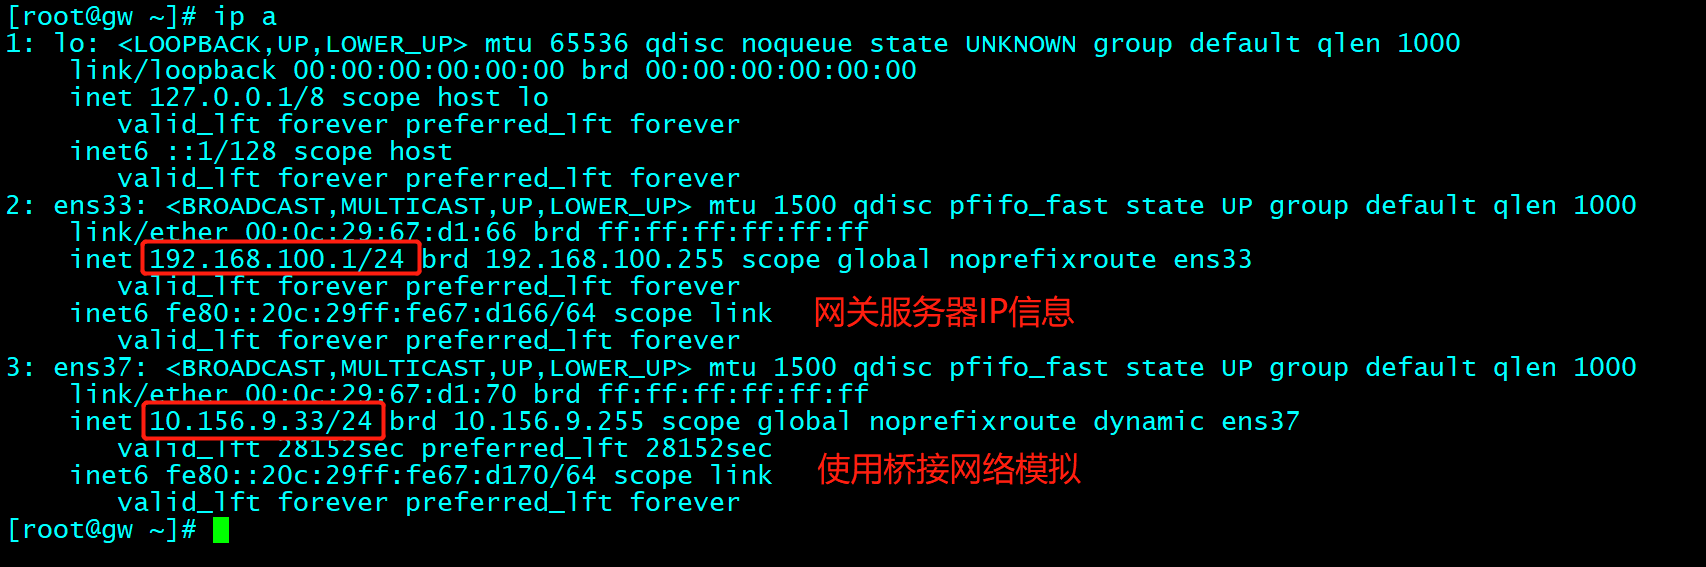 [root@gw ~]# ip a
1: lo: <LOOPBACK,UP,LOWER_UP> mtu 65536 qdisc noqueue state UNKNOWN group default qlen 1000
link/loopback 00:00:00:00:00:00 brd 00:00:00:00:00:00
inet 127.0.0.1/8 scope host lo
valid_lft forever preferred_lft forever
inet6 ::1/128 scope host
valid_lft forever preferred_lft forever
2: ens33: <BROADCAST,MULTICAST,UP,LOWER_UP> mtu 1500 qdisc pfifo_fast state UP group default qlen 1000
link/ether 00:0c:29:67:d1:66 brd ff:ff:ff:ff:ff:ff
inet 192.168.100.1/24 brd 192.168.100.255 scope global noprefixroute ens33
valid_lft forever preferred_lft forever
inet6 fe80::20c:29ff:fe67:d166/64 scope link 网关服务器IP信息
valid_lft forever preferred_lft forever
3: ens37: <BROADCAST,MULTICAST,UP,LOWER_UP> mtu 1500 qdisc pfifo_fast state UP group default qlen 1000
link/ether 00:0c:29:67:d1:70 brd ff:ff:ff:ff:ff:ff
inet 10.156.9.33/24 brd 10.156.9.255 scope global noprefixroute dynamic ens37
valid_lft 28152sec preferred_lft 28152sec
inet6 fe80::20c:29ff:fe67:d170/64 scope link 使用桥接网络模拟
valid_lft forever preferred_lft forever
[root@gw ~]#